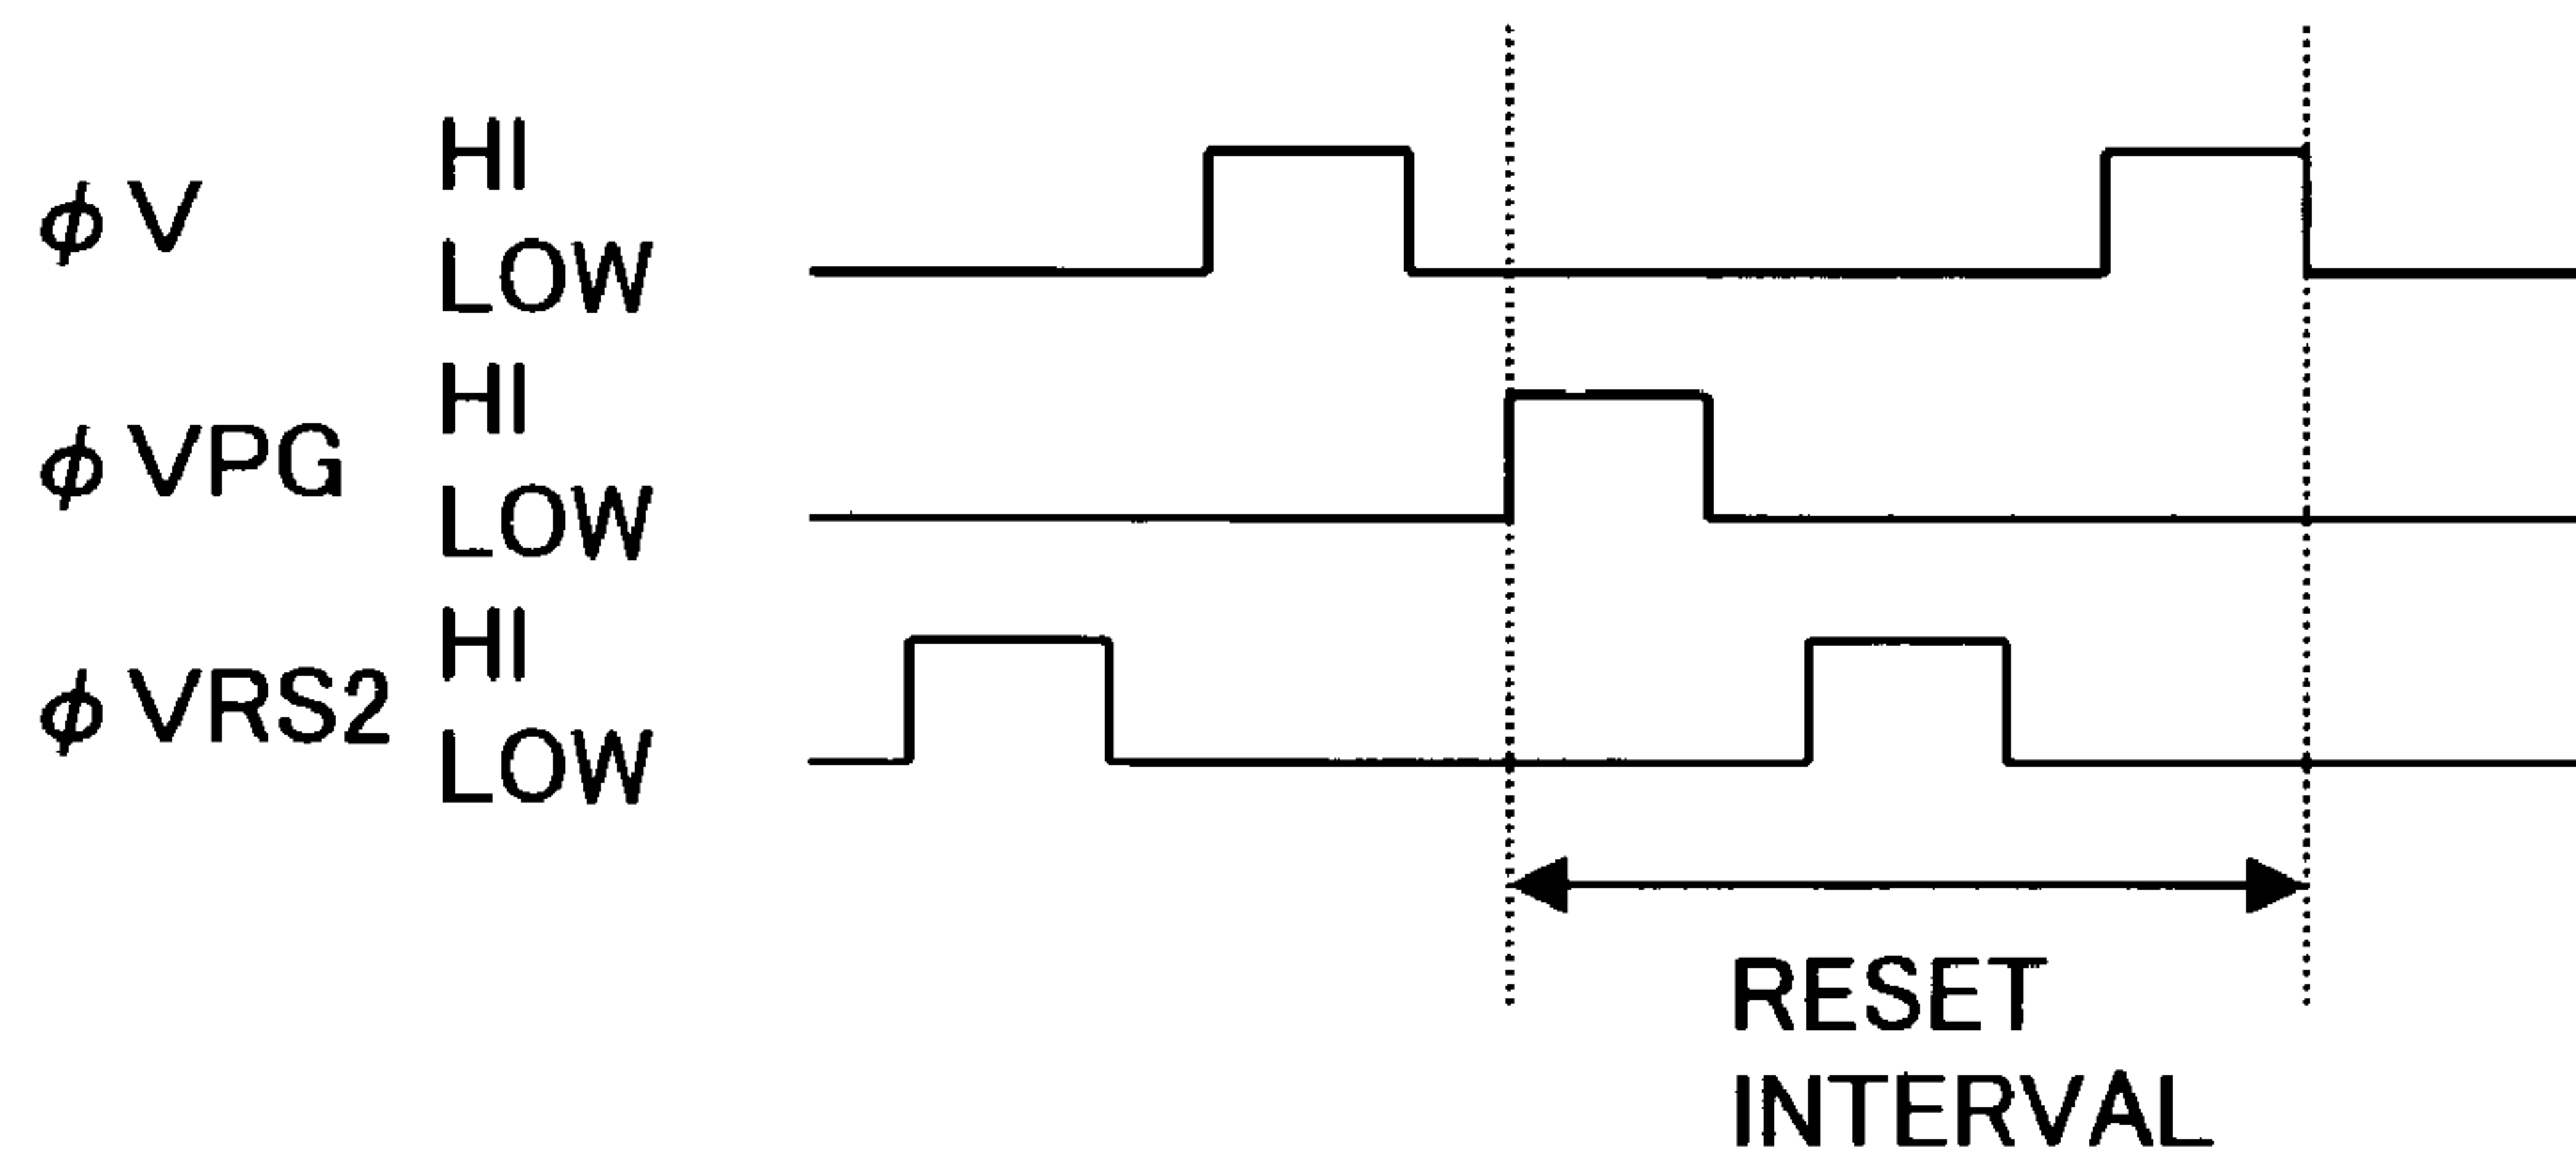 HI
φV
LOW
HI
φVPG
LOW
HI
φVRS2
LOW
RESET
INTERVAL